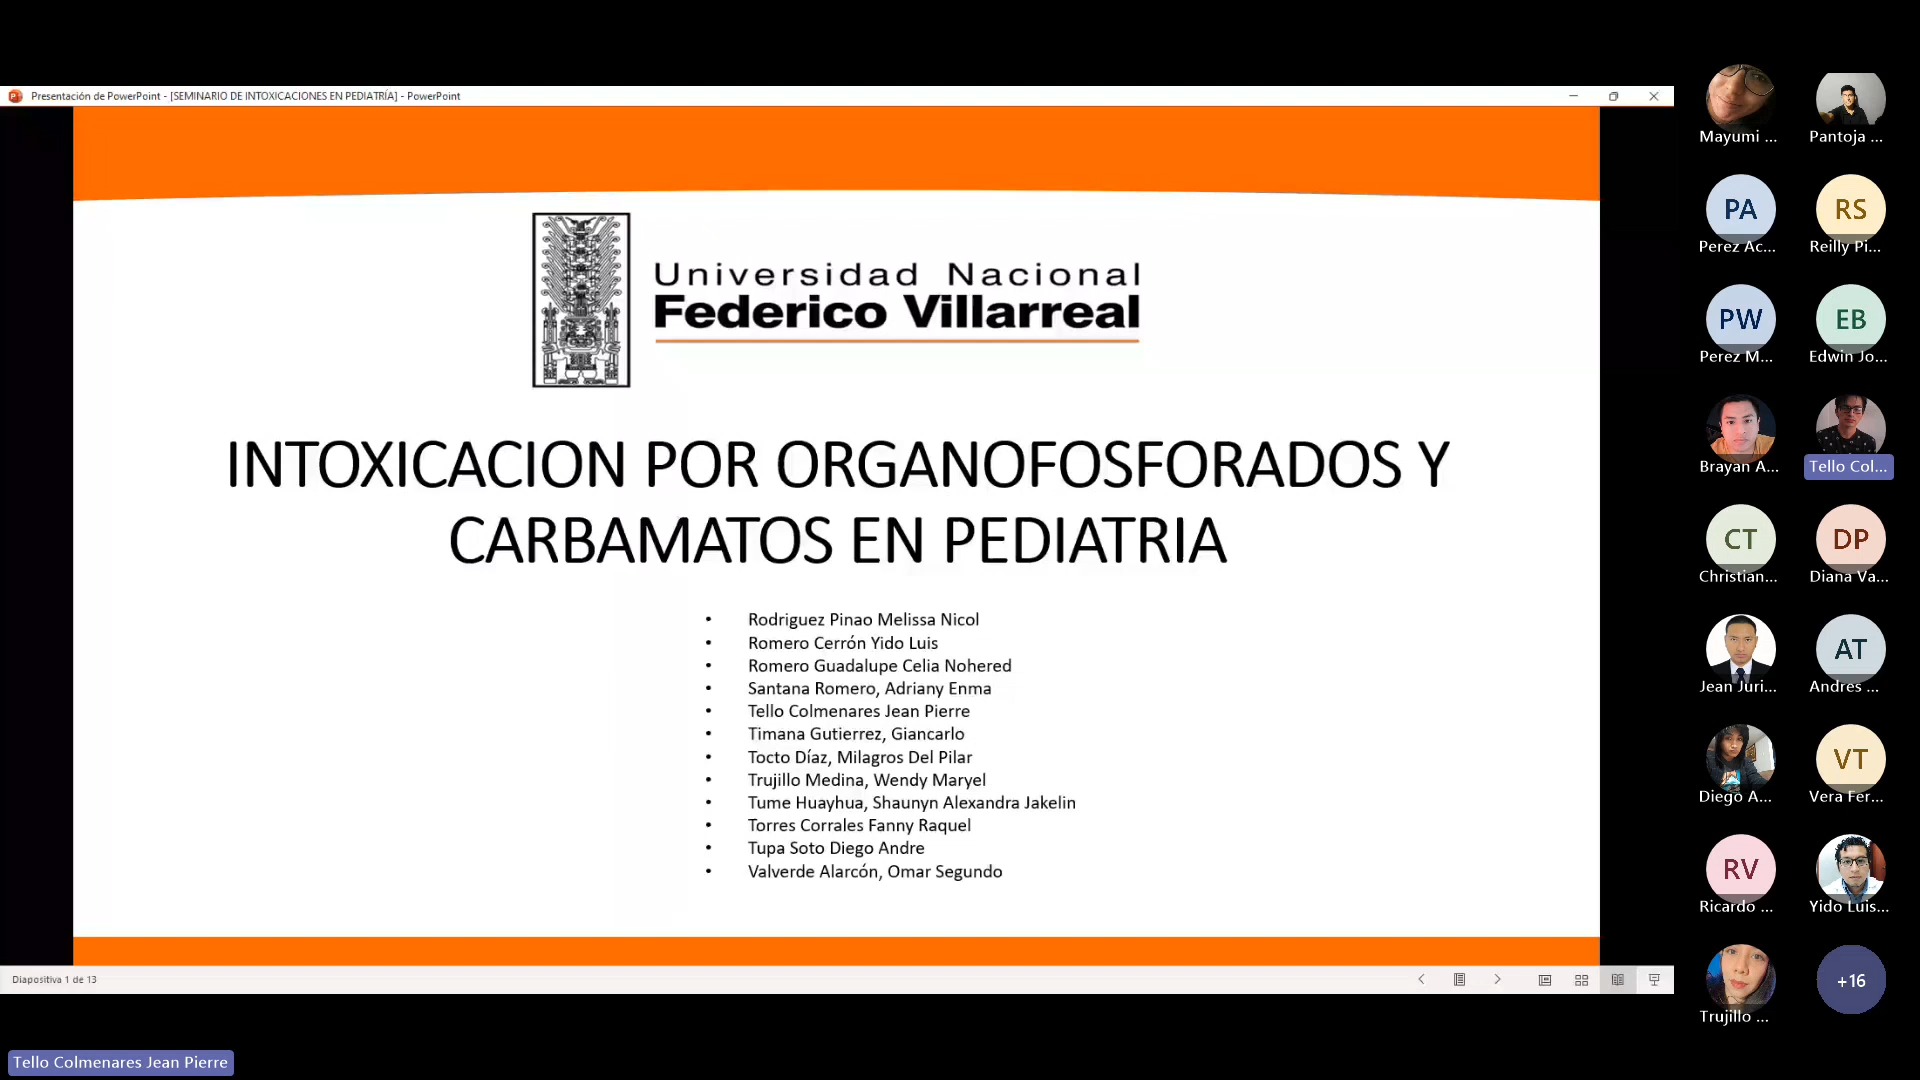 Presentación de PowerPoint - [SEMINARIO DE INTOXICACIONES EN PEDIATRÍA] - PowerPoint
Universidad Nacional
Federico Villarreal
INTOXICACION POR ORGANOFOSFORADOS Y
CARBAMATOS EN PEDIATRIA
• Rodriguez Pinao Melissa Nicol
• Romero Cerrón Yido Luis
• Romero Guadalupe Celia Nohered
• Santana Romero, Adriany Enma
• Tello Colmenares Jean Pierre
• Timana Gutierrez, Giancarlo
• Tocto Díaz, Milagros Del Pilar
• Trujillo Medina, Wendy Maryel
• Tume Huayhua, Shaunyn Alexandra Jakelin
• Torres Corrales Fanny Raquel
• Tupa Soto Diego Andre
• Valverde Alarcón, Omar Segundo
Diapositiva 1 de 13
Tello Colmenares Jean Pierre
Mayumi ...
Pantoja ...
PA
RS
Perez Ac...
Reilly Pi...
PW
EB
Perez M...
Edwin Jo...
Brayan A...
Tello Col...
CT
DP
Christian...
Diana Va...
AT
Jean Juri...
Andres ...
VT
Diego A...
Vera Fer...
RV
Ricardo ...
Yido Luis...
+16
Trujillo ...